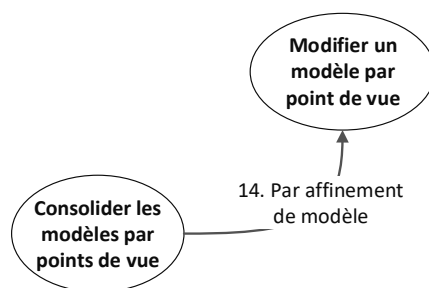 Modifier un
modèle par
point de vue
14. Par affinement
de modèle
Consolider les
modèles par
points de vue